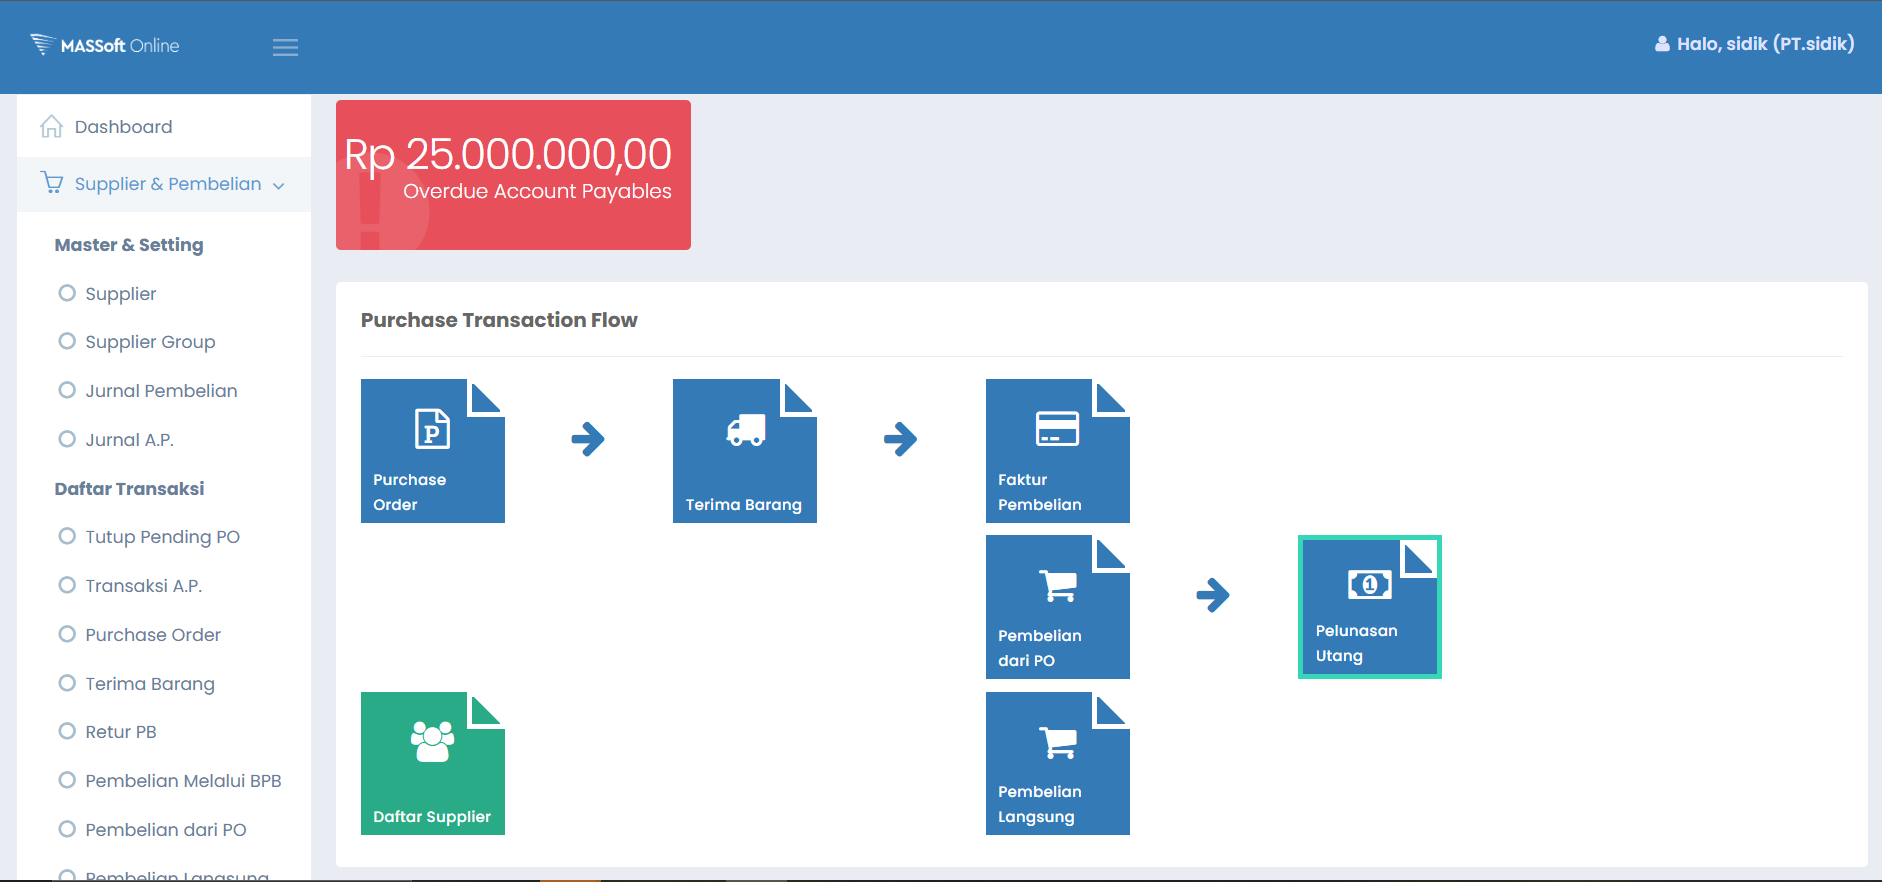 MASSoft Online
Halo, sidik (PT.sidik)
Dashboard
Supplier & Pembelian
Master & Setting
Supplier
Supplier Group
Jurnal Pembelian
Jurnal A.P.
Daftar Transaksi
Tutup Pending PO
Transaksi A.P.
Purchase Order
Terima Barang
Retur PB
Pembelian Melalui BPB
Pembelian dari PO
Pembelian Langsung
Rp 25.000.000,00
Overdue Account Payables
Purchase Transaction Flow
P
Purchase
Order
Terima Barang
Faktur
Pembelian
Pembelian
dari PO
1
Pelunasan
Utang
Daftar Supplier
Pembelian
Langsung